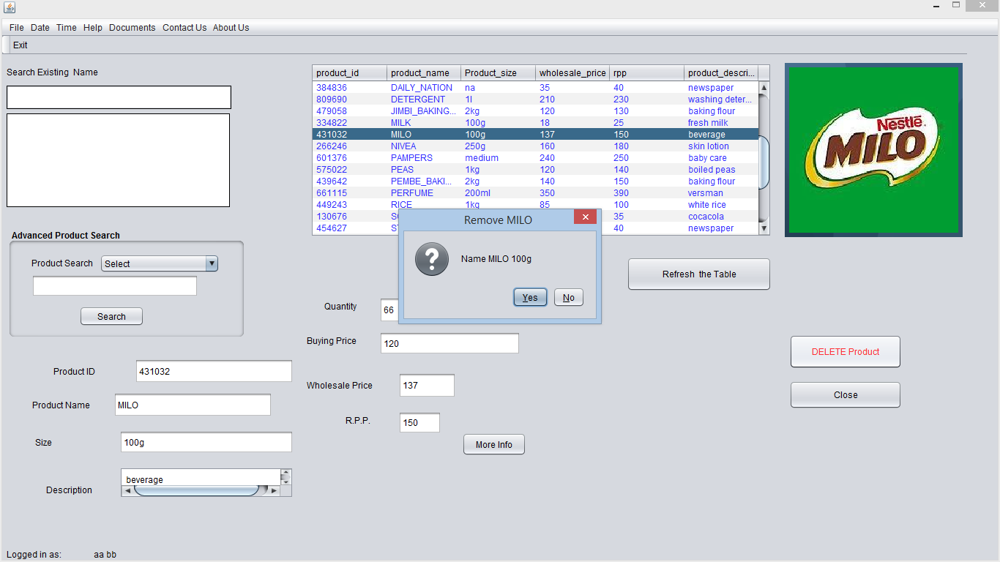 File Date Time Help Documents Contact Us About Us
Exit
Search Existing Name
product_id product_name Product_size wholesale_price rpp product_descri...
384836 DAILY_NATION na 35 40 newspaper
809690 DETERGENT 1l 210 230 washing deter...
479058 JIMBI_BAKING... 2kg 120 130 baking flour
334822 MILK 100g 18 25 fresh milk
431032 MILO 100g 137 150 beverage
266246 NIVEA 250g 160 180 skin lotion
601376 PAMPERS medium 240 250 baby care
575022 PEAS 1kg 120 140 boiled peas
439642 PEMBE_BAKI... 2kg 140 150 baking flour
661115 PERFUME 200ml 350 390 versman
449243 RICE 1kg 85 100 white rice
130676 35 cocacola
454627 40 newspaper
Nestlé
MILO
Remove MILO
Name MILO 100g
Yes No
Advanced Product Search
Product Search Select
Search
Refresh the Table
Quantity 66
Buying Price 120
Wholesale Price 137
R.P.P. 150
More Info
Product ID 431032
Product Name MILO
Size 100g
Description beverage
DELETE Product
Close
Logged in as: aa bb